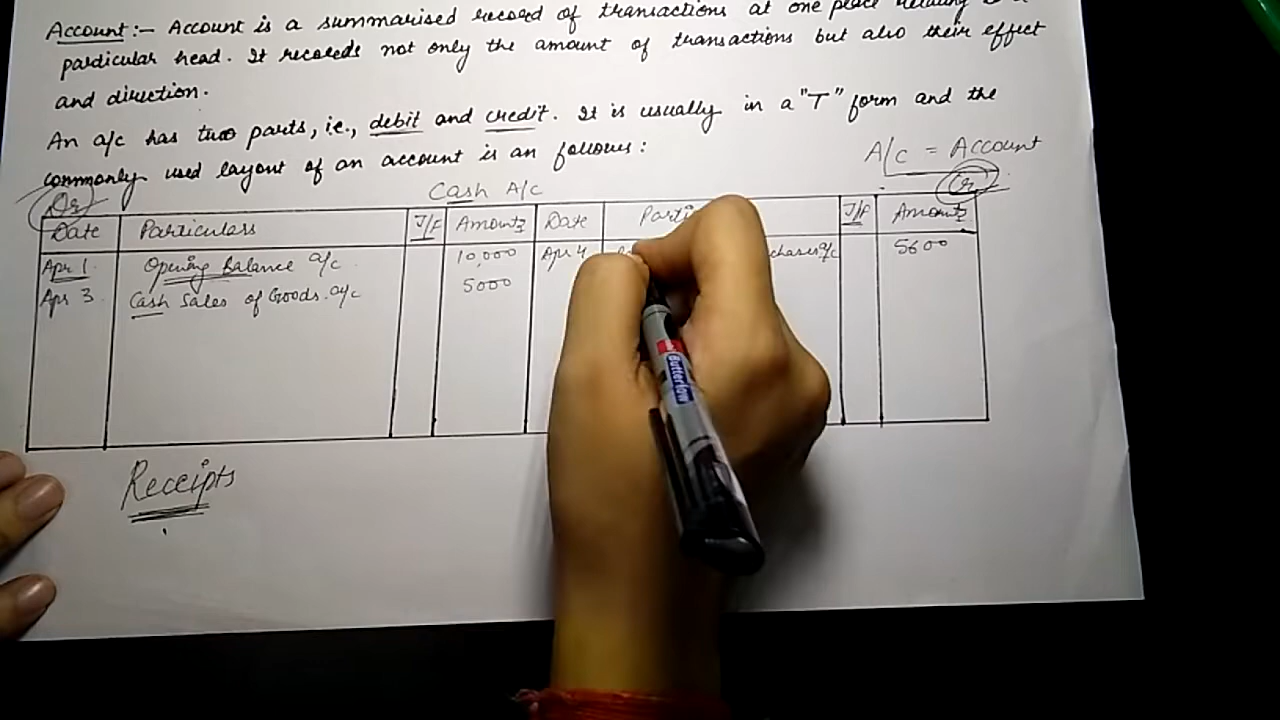 Account :- Account is a summarised record of transactions at one place
particular head. It records not only the amount of transactions but also their effect
and direction.
An a/c has two parts, i.e., debit and credit. It is usually in a "T" form and the
commonly used layout of an account is an follows :
A/c = Account
Cash A/c
Dr Cr
Date Particulars J/F Amount₹ Date J/F Amount₹
Apr 1. Opening Balance a/c 10,000 Apr 4 5600
Apr 3 Cash Sales of Goods. a/c 5000
Receipts
Butterflow